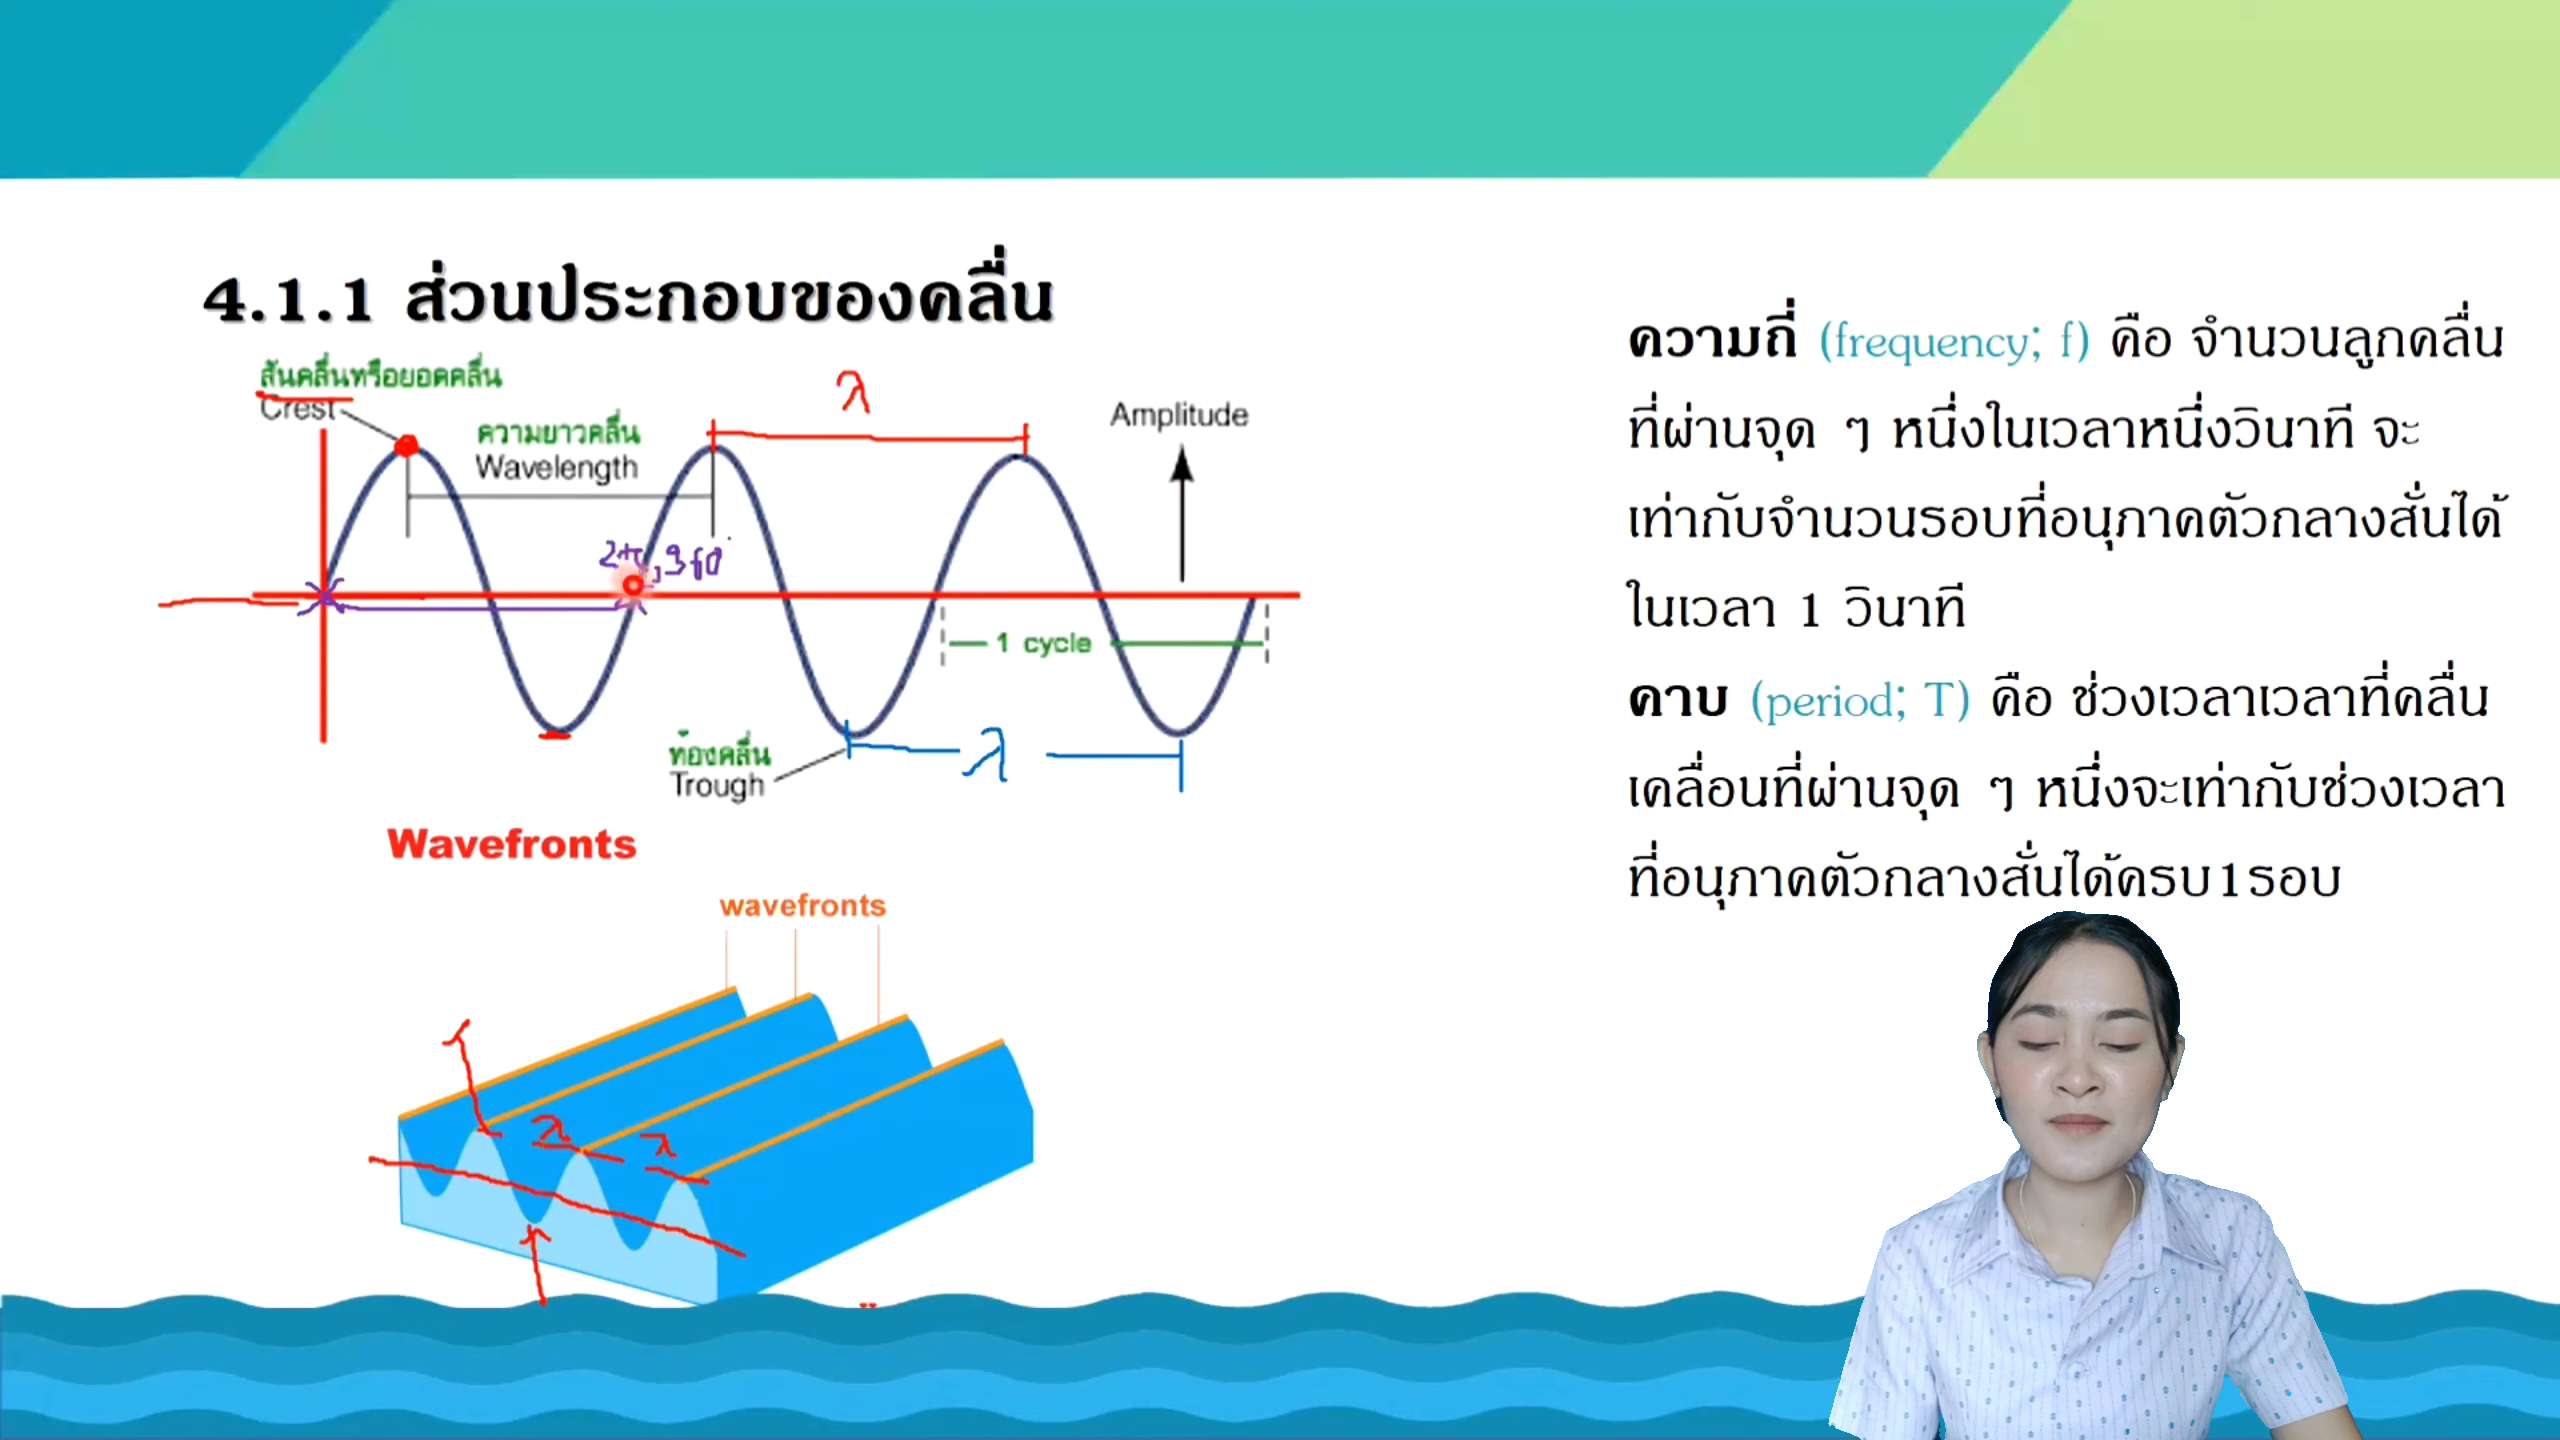 4.1.1 ส่วนประกอบของคลื่น
สันคลื่นหรือยอดคลื่น
Crest
ความยาวคลื่น
Wavelength
λ
Amplitude
2π, 360°
1 cycle
ท้องคลื่น
Trough
λ
Wavefronts
wavefronts
λ
λ
ความถี่ (frequency; f) คือ จำนวนลูกคลื่น
ที่ผ่านจุด ๆ หนึ่งในเวลาหนึ่งวินาที จะ
เท่ากับจำนวนรอบที่อนุภาคตัวกลางสั่นได้
ในเวลา 1 วินาที
คาบ (period; T) คือ ช่วงเวลาเวลาที่คลื่น
เคลื่อนที่ผ่านจุด ๆ หนึ่งจะเท่ากับช่วงเวลา
ที่อนุภาคตัวกลางสั่นได้ครบ1รอบ